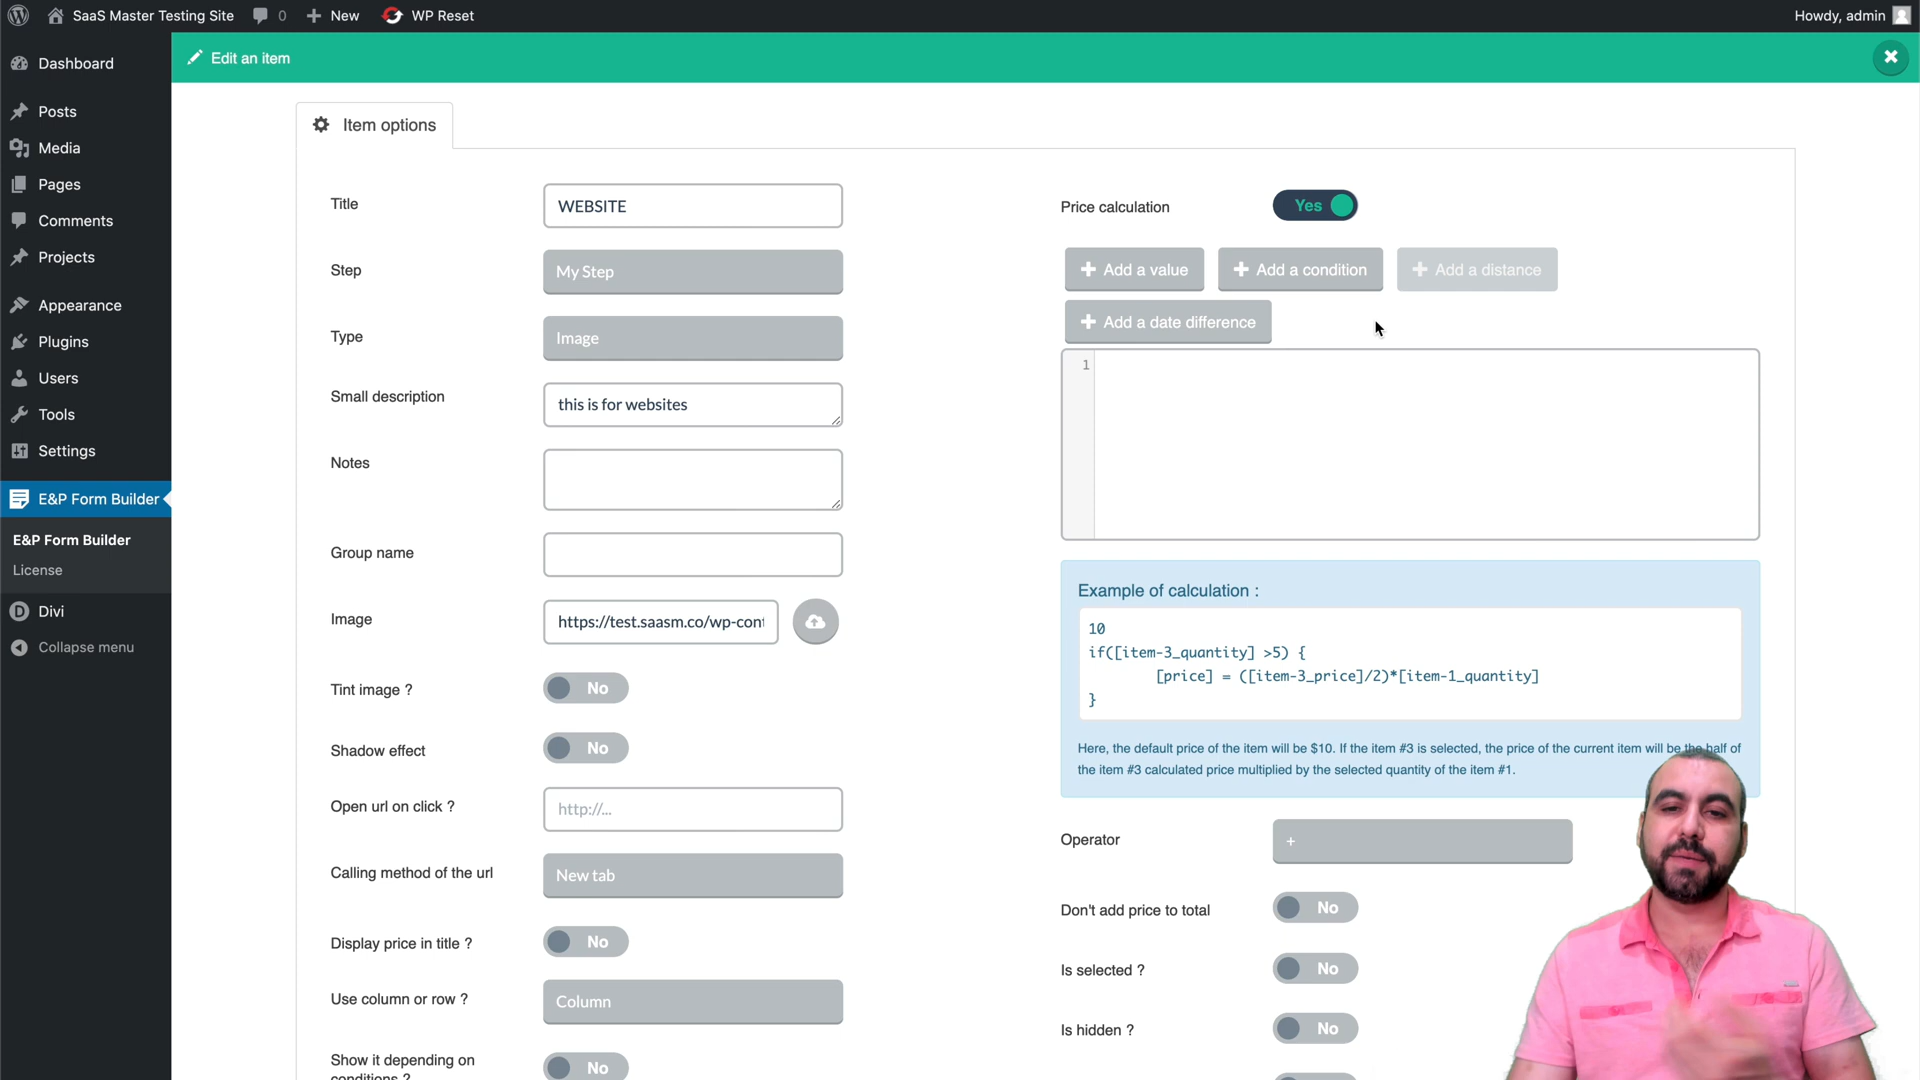 SaaS Master Testing Site 0 New WP Reset Howdy, admin
Dashboard
Posts
Media
Pages
Comments
Projects
Appearance
Plugins
Users
Tools
Settings
E&P Form Builder
E&P Form Builder
License
Divi
Collapse menu
Edit an item
Item options
Title WEBSITE
Step My Step
Type Image
Small description this is for websites
Notes
Group name
Image https://test.saasm.co/wp-cont
Tint image ? No
Shadow effect No
Open url on click ? http://...
Calling method of the url New tab
Display price in title ? No
Use column or row ? Column
Show it depending on
conditions ? No
Price calculation Yes
Add a value Add a condition Add a distance
Add a date difference
1
Example of calculation :
10
if([item-3_quantity] >5) {
[price] = ([item-3_price]/2)*[item-1_quantity]
}
Here, the default price of the item will be $10. If the item #3 is selected, the price of the current item will be the half of
the item #3 calculated price multiplied by the selected quantity of the item #1.
Operator +
Don't add price to total No
Is selected ? No
Is hidden ? No